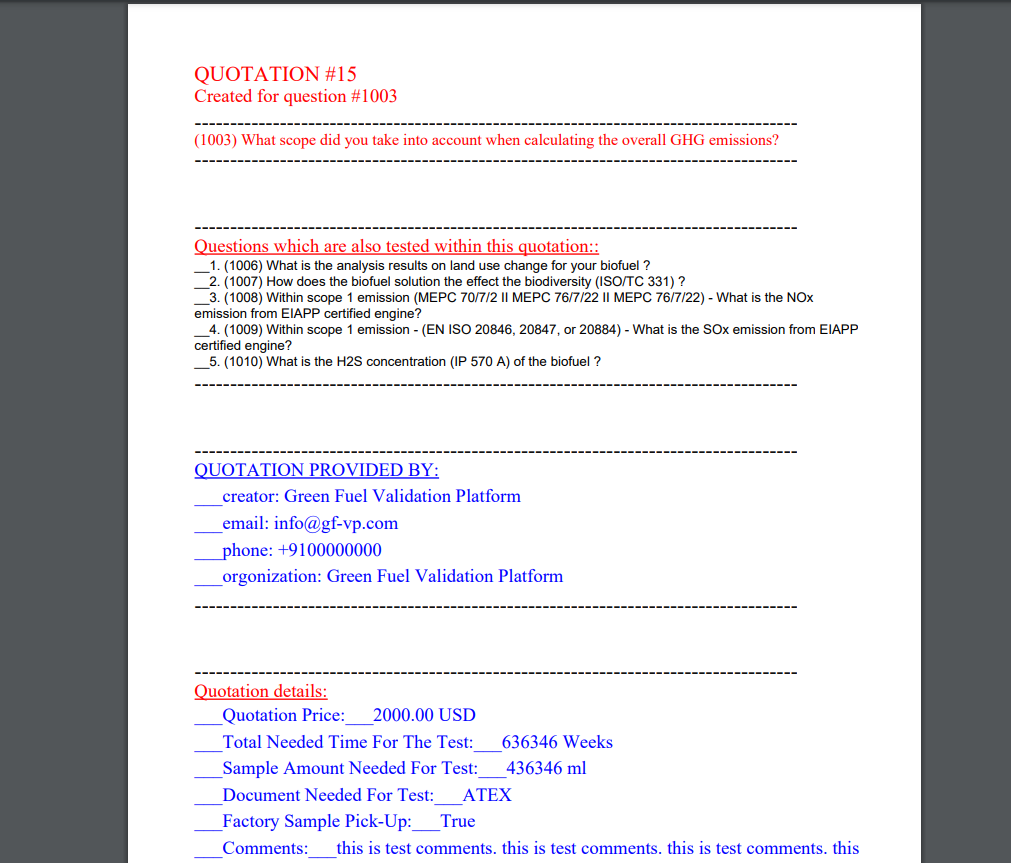 QUOTATION #15
Created for question #1003
-------------------------------------------------------------------------------------
(1003) What scope did you take into account when calculating the overall GHG emissions?
-------------------------------------------------------------------------------------
-------------------------------------------------------------------------------------
Questions which are also tested within this quotation::
__1. (1006) What is the analysis results on land use change for your biofuel ?
__2. (1007) How does the biofuel solution the effect the biodiversity (ISO/TC 331) ?
__3. (1008) Within scope 1 emission (MEPC 70/7/2 II MEPC 76/7/22 II MEPC 76/7/22) - What is the NOx
emission from EIAPP certified engine?
__4. (1009) Within scope 1 emission - (EN ISO 20846, 20847, or 20884) - What is the SOx emission from EIAPP
certified engine?
__5. (1010) What is the H2S concentration (IP 570 A) of the biofuel ?
-------------------------------------------------------------------------------------
-------------------------------------------------------------------------------------
QUOTATION PROVIDED BY:
___creator: Green Fuel Validation Platform
___email: info@gf-vp.com
___phone: +9100000000
___orgonization: Green Fuel Validation Platform
-------------------------------------------------------------------------------------
-------------------------------------------------------------------------------------
Quotation details:
___Quotation Price:___2000.00 USD
___Total Needed Time For The Test:___636346 Weeks
___Sample Amount Needed For Test:___436346 ml
___Document Needed For Test:___ATEX
___Factory Sample Pick-Up:___True
___Comments:___this is test comments. this is test comments. this is test comments. this